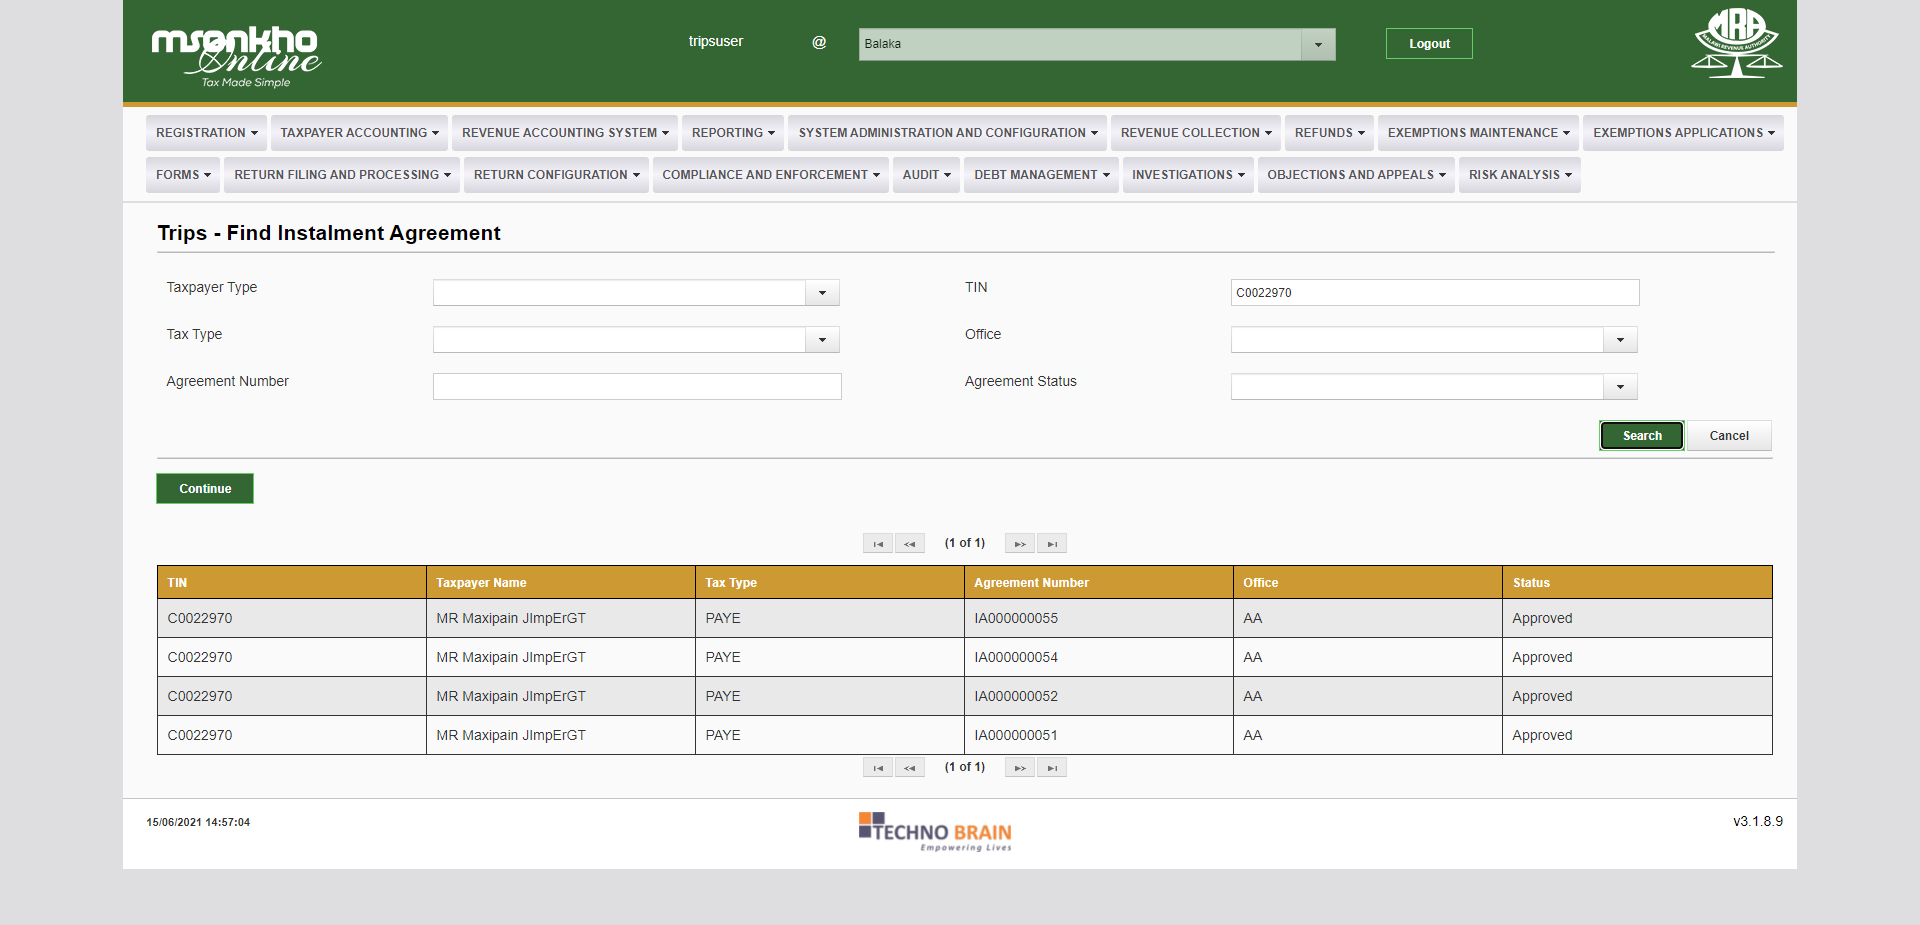 msonkho
Online
Tax Made Simple
tripsuser @ Balaka Logout
MRA
MALAWI REVENUE AUTHORITY
REGISTRATION TAXPAYER ACCOUNTING REVENUE ACCOUNTING SYSTEM REPORTING SYSTEM ADMINISTRATION AND CONFIGURATION REVENUE COLLECTION REFUNDS EXEMPTIONS MAINTENANCE EXEMPTIONS APPLICATIONS
FORMS RETURN FILING AND PROCESSING RETURN CONFIGURATION COMPLIANCE AND ENFORCEMENT AUDIT DEBT MANAGEMENT INVESTIGATIONS OBJECTIONS AND APPEALS RISK ANALYSIS
Trips - Find Instalment Agreement
Taxpayer Type TIN C0022970
Tax Type Office
Agreement Number Agreement Status
Search Cancel
Continue
(1 of 1)
TIN Taxpayer Name Tax Type Agreement Number Office Status
C0022970 MR Maxipain JImpErGT PAYE IA000000055 AA Approved
C0022970 MR Maxipain JImpErGT PAYE IA000000054 AA Approved
C0022970 MR Maxipain JImpErGT PAYE IA000000052 AA Approved
C0022970 MR Maxipain JImpErGT PAYE IA000000051 AA Approved
(1 of 1)
15/06/2021 14:57:04 TECHNO BRAIN v3.1.8.9
Empowering Lives